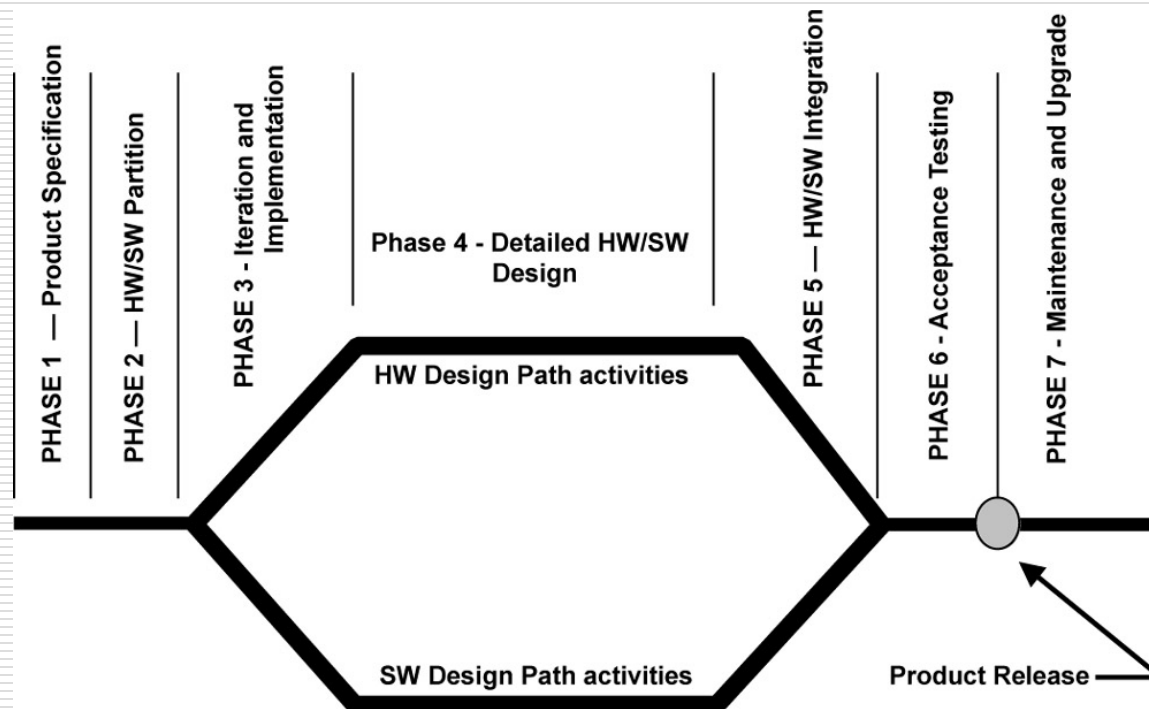 PHASE 1 — Product Specification
PHASE 2 — HW/SW Partition
PHASE 3 - Iteration and
Implementation
Phase 4 - Detailed HW/SW
Design
PHASE 5 — HW/SW Integration
PHASE 6 - Acceptance Testing
PHASE 7 - Maintenance and Upgrade
HW Design Path activities
SW Design Path activities
Product Release